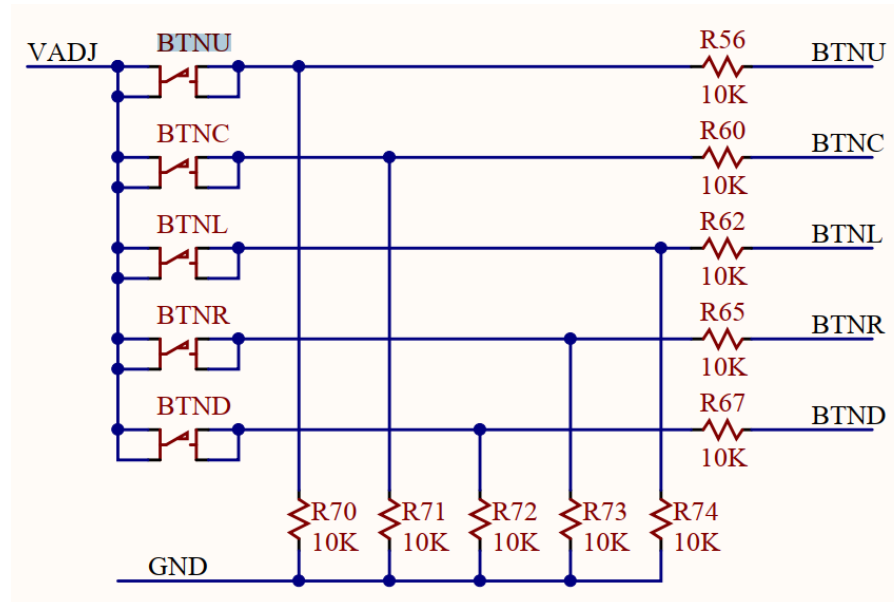 VADJ
BTNU
R56
10K
BTNU
BTNC
R60
10K
BTNC
BTNL
R62
10K
BTNL
BTNR
R65
10K
BTNR
BTND
R67
10K
BTND
R70
10K
R71
10K
R72
10K
R73
10K
R74
10K
GND